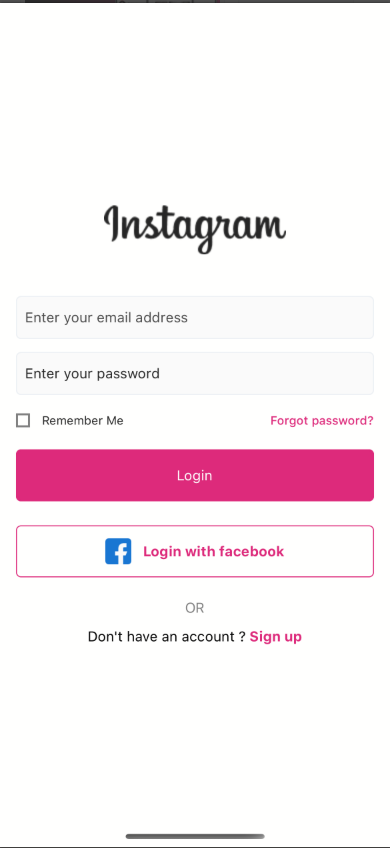 Instagram
Enter your email address
Enter your password
Remember Me
Forgot password?
Login
Login with facebook
OR
Don't have an account ? Sign up